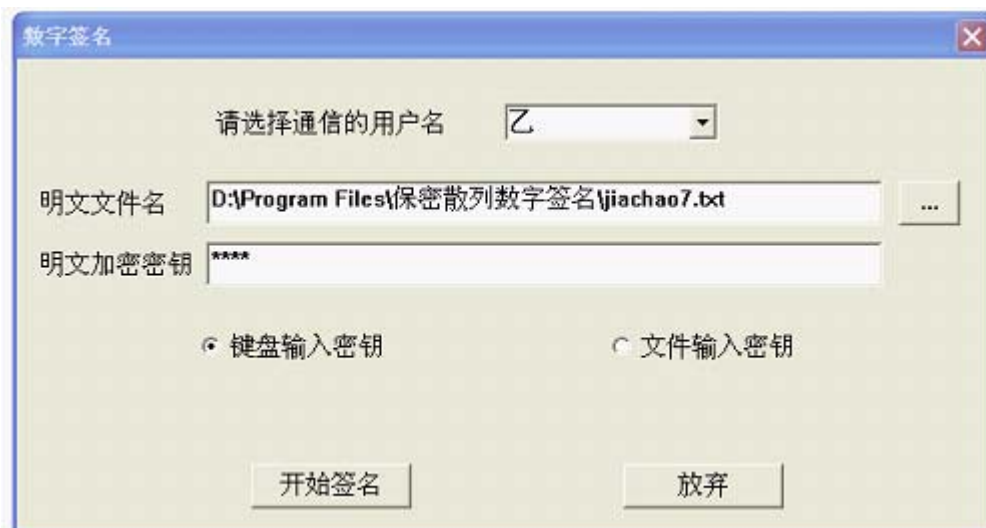 数字签名
请选择通信的用户名 乙
明文文件名 D:\Program Files\保密散列数字签名\jiachao7.txt ...
明文加密密钥 ****
键盘输入密钥 文件输入密钥
开始签名 放弃